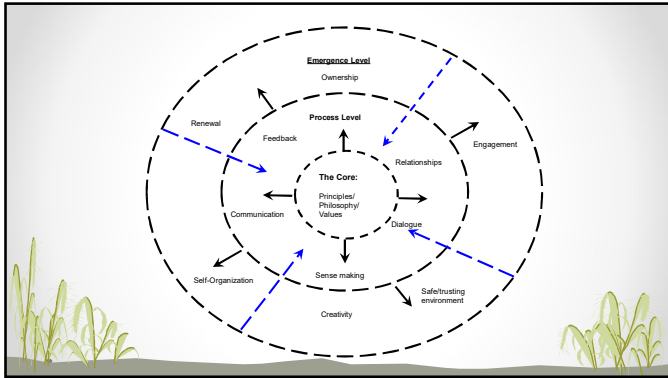 Emergence Level
Ownership
Renewal
Process Level
Feedback
Engagement
Relationships
The Core:
Principles/
Philosophy/
Values
Communication
Dialogue
Sense making
Self-Organization
Safe/trusting
environment
Creativity